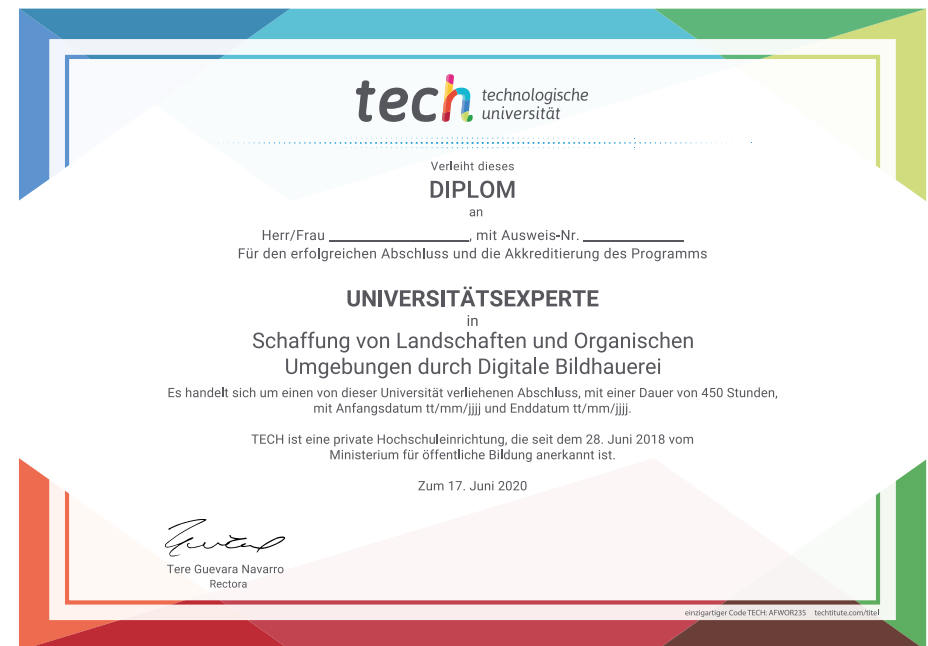 tech technologische
universität
Verleiht dieses
DIPLOM
an
Herr/Frau ____________, mit Ausweis-Nr. ____________
Für den erfolgreichen Abschluss und die Akkreditierung des Programms
UNIVERSITÄTSEXPERTE
in
Schaffung von Landschaften und Organischen
Umgebungen durch Digitale Bildhauerei
Es handelt sich um einen von dieser Universität verliehenen Abschluss, mit einer Dauer von 450 Stunden,
mit Anfangsdatum tt/mm/jjjj und Enddatum tt/mm/jjjj.
TECH ist eine private Hochschuleinrichtung, die seit dem 28. Juni 2018 vom
Ministerium für öffentliche Bildung anerkannt ist.
Zum 17. Juni 2020
Tere Guevara Navarro
Rectora
einzigartiger Code TECH: AFWOR235 techtitute.com/titel